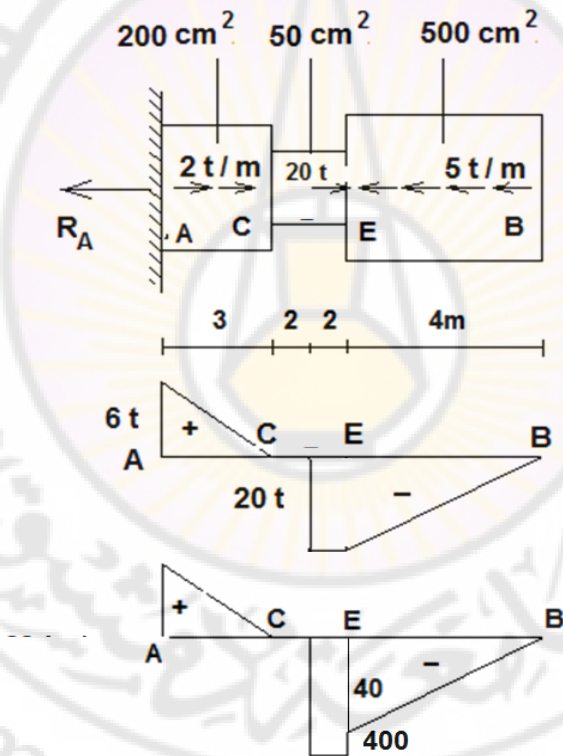 200 cm² 50 cm² 500 cm²
2 t / m 20 t 5 t / m
R_A A C E B
3 2 2 4m
6 t + C E B
A
20 t –
+ C E B
A –
40
400